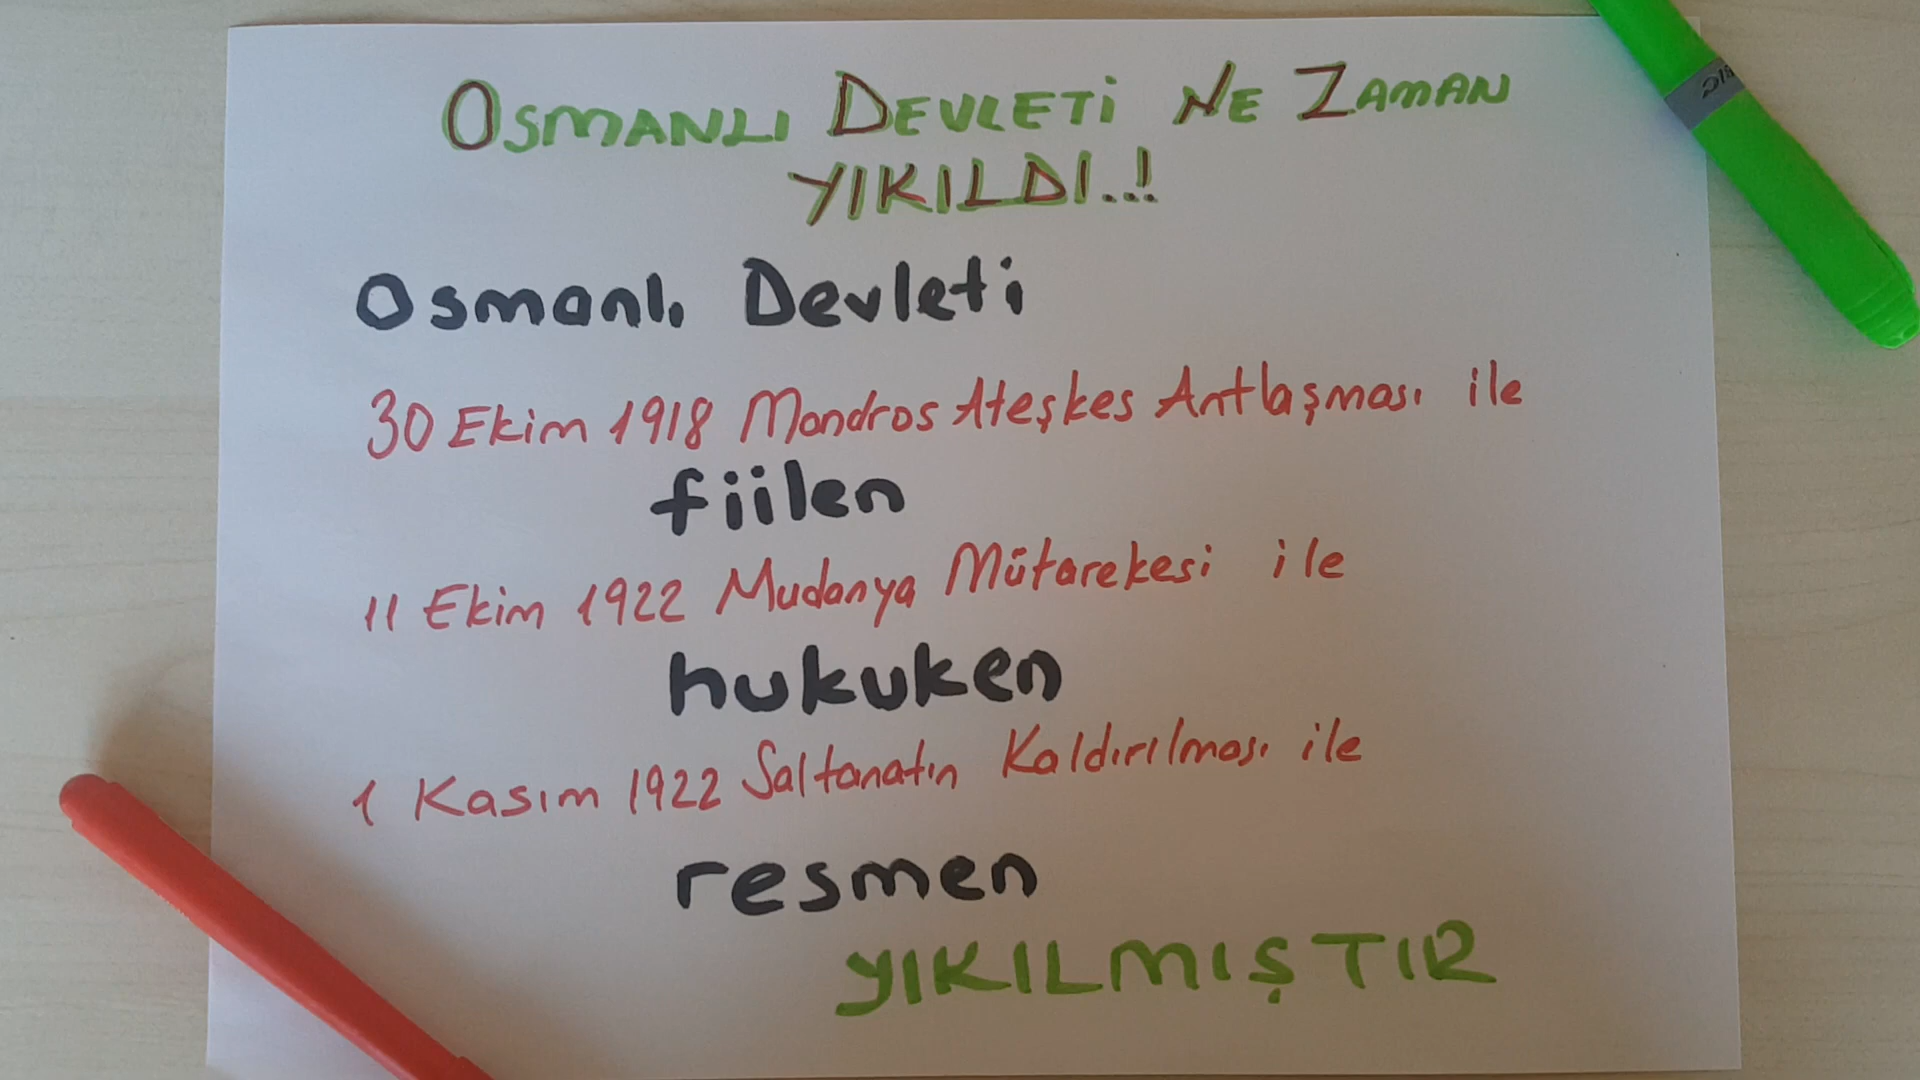 OSMANLI DEVLETİ NE ZAMAN
YIKILDI..!
Osmanlı Devleti
30 Ekim 1918 Mondros Ateşkes Antlaşması ile
fiilen
11 Ekim 1922 Mudanya Mütarekesi ile
hukuken
1 Kasım 1922 Saltanatın Kaldırılması ile
resmen
YIKILMIŞTIR